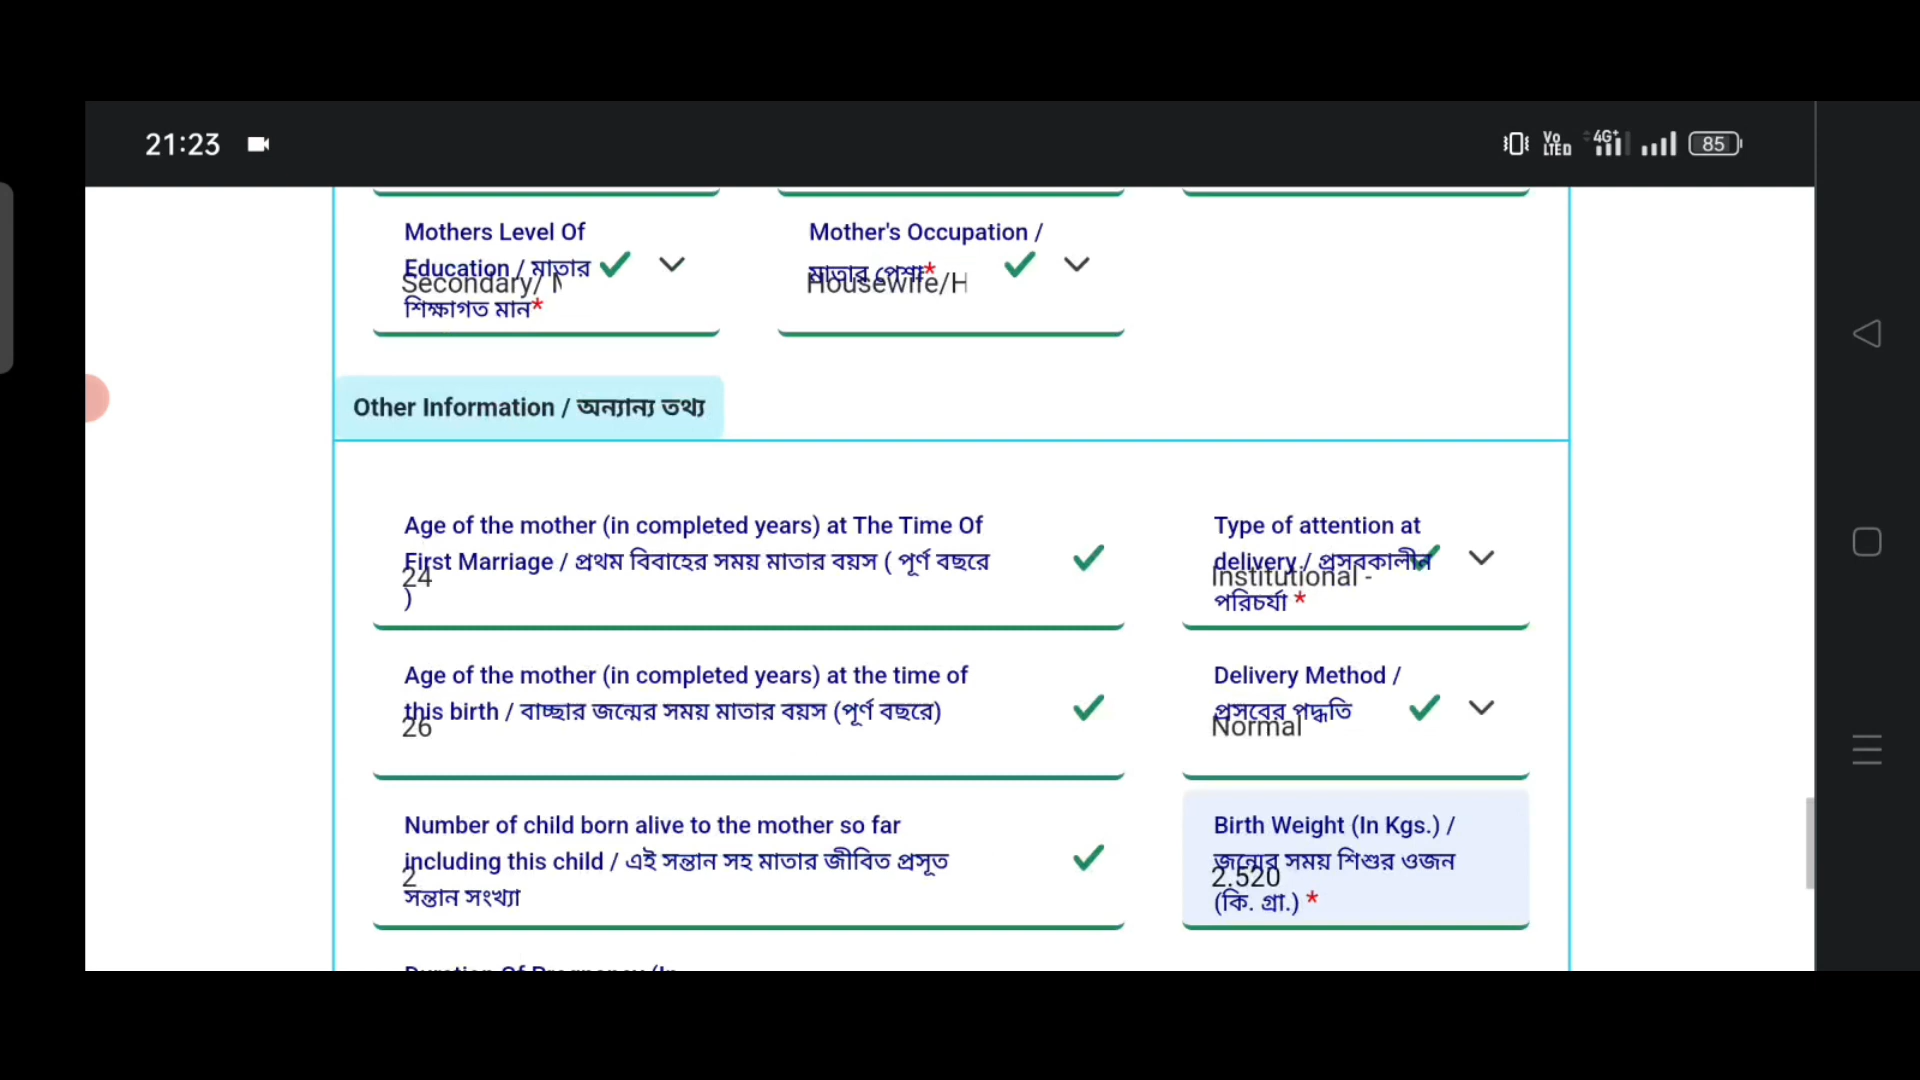 21:23
Vo LTE 4G+ 85
Mothers Level Of
Education / মাতার
শিক্ষাগত মান*
Secondary/
Mother's Occupation /
মাতার পেশা*
Housewife/H
Other Information / অন্যান্য তথ্য
Age of the mother (in completed years) at The Time Of
First Marriage / প্রথম বিবাহের সময় মাতার বয়স ( পূর্ণ বছরে
)
24
Type of attention at
delivery / প্রসবকালীন
পরিচর্যা *
Institutional -
Age of the mother (in completed years) at the time of
this birth / বাচ্ছার জন্মের সময় মাতার বয়স (পূর্ণ বছরে)
26
Delivery Method /
প্রসবের পদ্ধতি
Normal
Number of child born alive to the mother so far
including this child / এই সন্তান সহ মাতার জীবিত প্রসূত
সন্তান সংখ্যা
2
Birth Weight (In Kgs.) /
জন্মের সময় শিশুর ওজন
(কি. গ্রা.) *
2.520